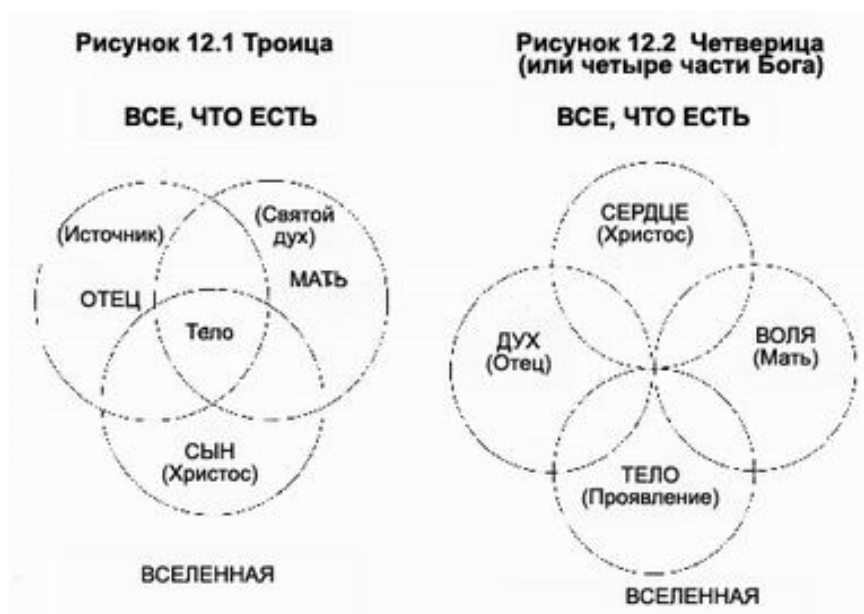 Рисунок 12.1 Троица
ВСЕ, ЧТО ЕСТЬ
(Источник)
(Святой
дух)
МАТЬ
ОТЕЦ
Тело
СЫН
(Христос)
ВСЕЛЕННАЯ
Рисунок 12.2 Четверица
(или четыре части Бога)
ВСЕ, ЧТО ЕСТЬ
СЕРДЦЕ
(Христос)
ДУХ
(Отец)
ВОЛЯ
(Мать)
ТЕЛО
(Проявление)
ВСЕЛЕННАЯ